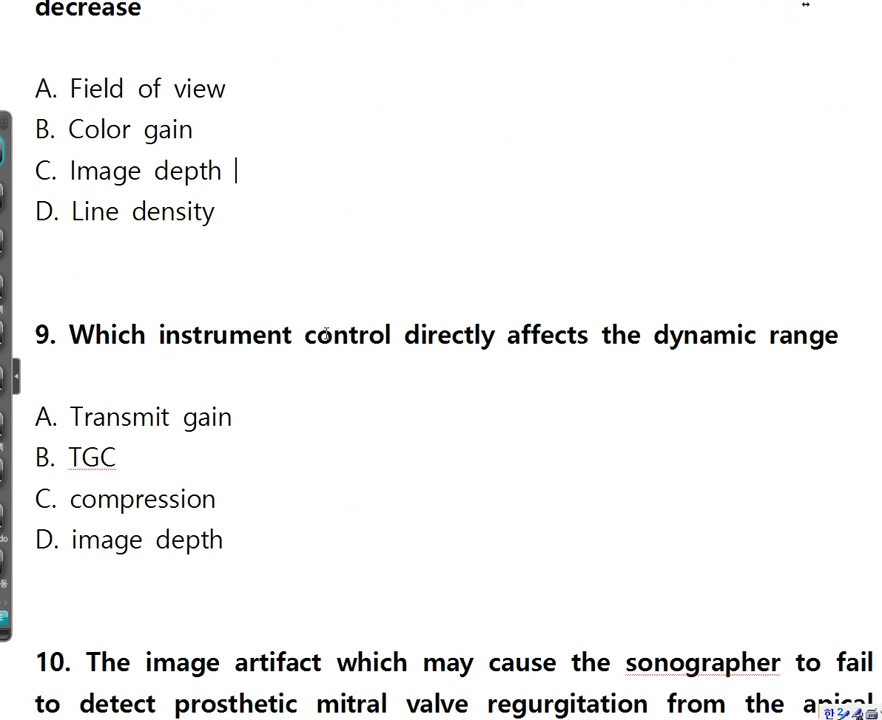 decrease
A. Field of view
B. Color gain
C. Image depth
D. Line density
9. Which instrument control directly affects the dynamic range
A. Transmit gain
B. TGC
C. compression
D. image depth
10. The image artifact which may cause the sonographer to fail
to detect prosthetic mitral valve regurgitation from the apical